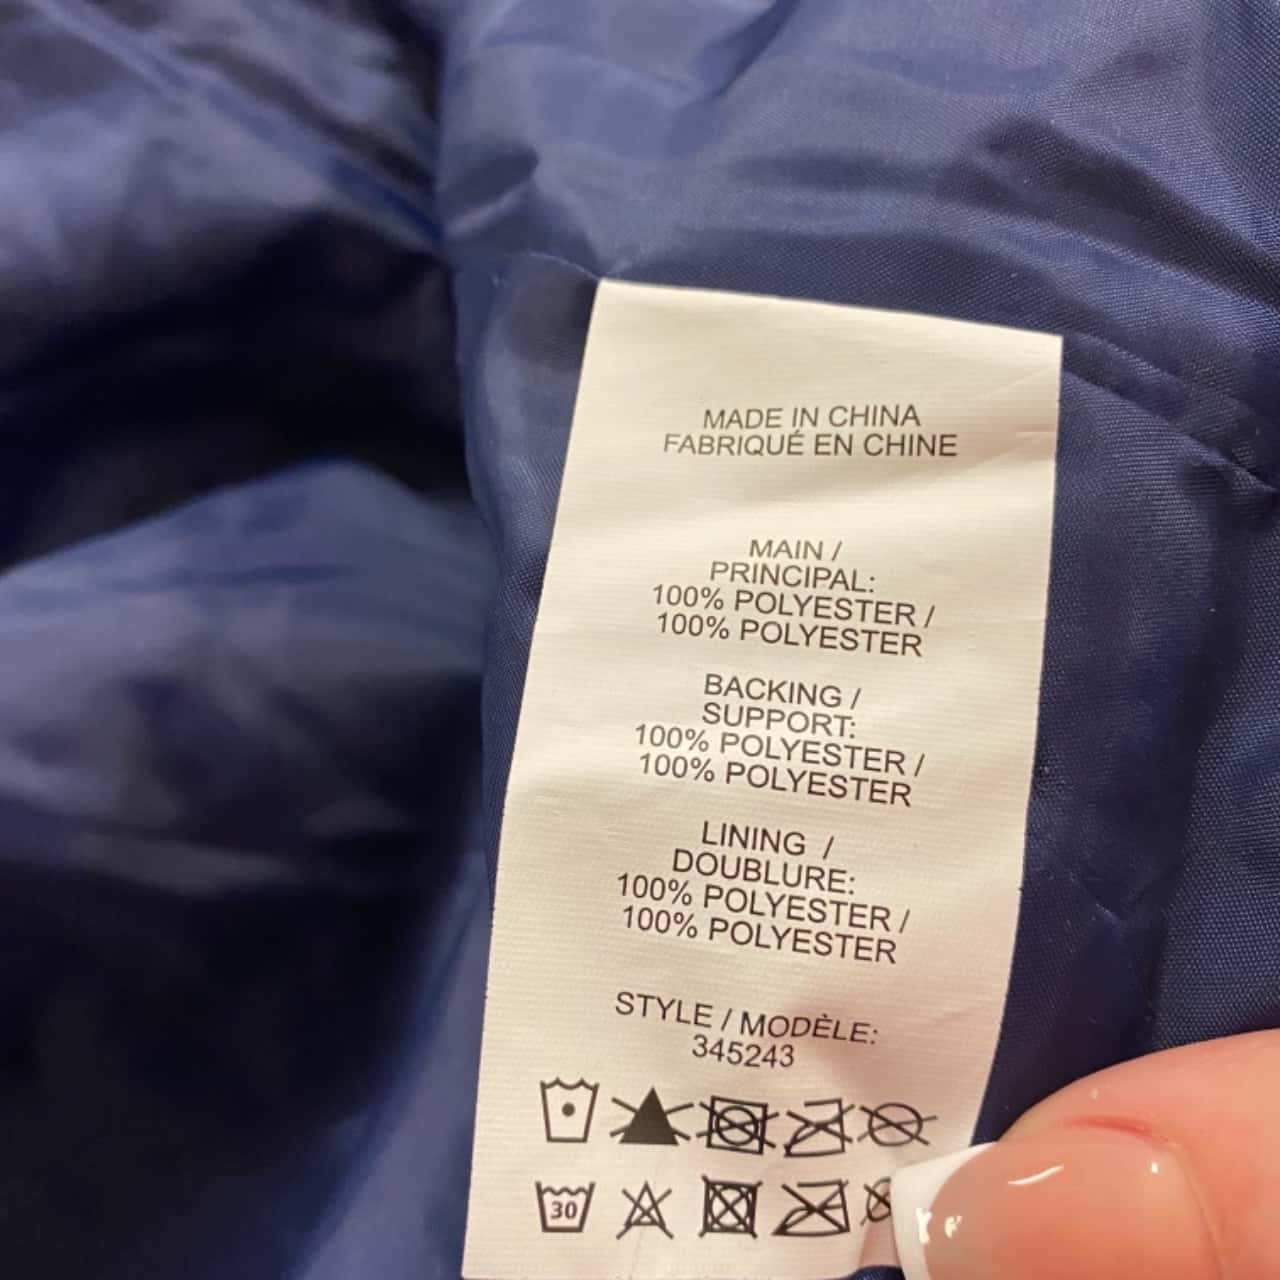 MADE IN CHINA
FABRIQUÉ EN CHINE
MAIN /
PRINCIPAL:
100% POLYESTER /
100% POLYESTER
BACKING /
SUPPORT:
100% POLYESTER /
100% POLYESTER
LINING /
DOUBLURE:
100% POLYESTER /
100% POLYESTER
STYLE / MODÈLE:
345243
30